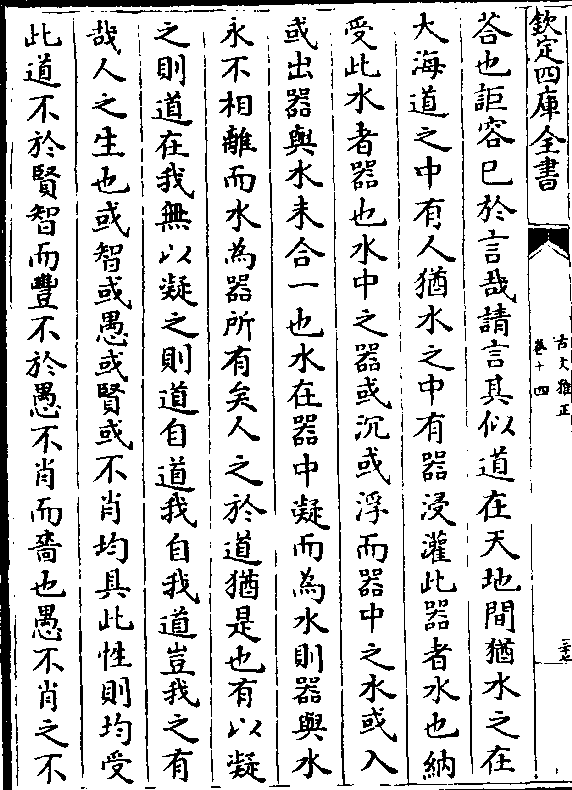 欽定四庫全書
古文雅正
卷十四
荅也詎容已於言哉請言其似道在天地間猶水之在
大海道之中有人猶水之中有器浸灌此器者水也納
受此水者器也水中之器或沉或浮而器中之水或入
或出器與水未合一也水在器中凝而為水則器與水
永不相離而水為器所有矣人之於道猶是也有以凝
之則道在我無以凝之則道自道我自我道豈我之有
哉人之生也或智或愚或賢或不肖均具此性則均受
此道不於賢智而豐不於愚不肖而嗇也愚不肖之不